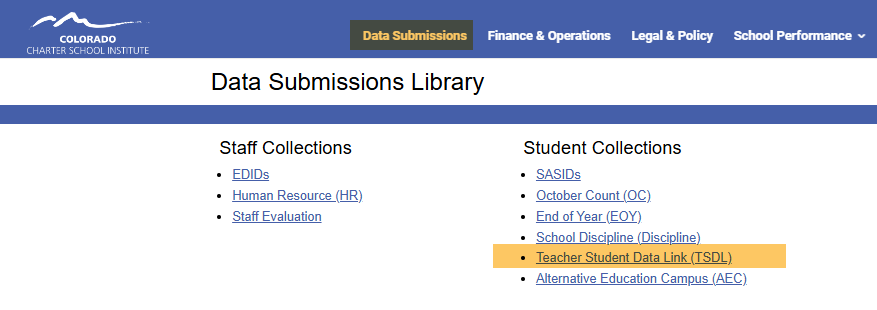 COLORADO
CHARTER SCHOOL INSTITUTE
Data Submissions Finance & Operations Legal & Policy School Performance
Data Submissions Library
Staff Collections
EDIDs
Human Resource (HR)
Staff Evaluation
Student Collections
SASIDs
October Count (OC)
End of Year (EOY)
School Discipline (Discipline)
Teacher Student Data Link (TSDL)
Alternative Education Campus (AEC)